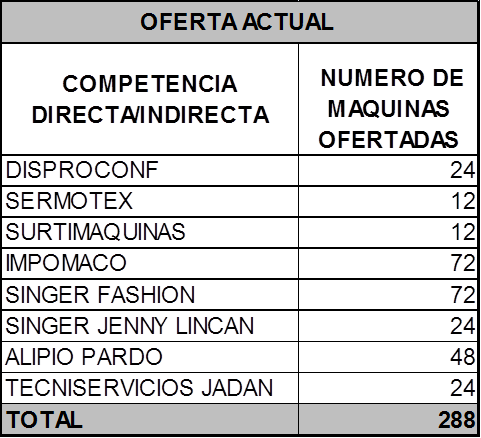 OFERTA ACTUAL
COMPETENCIA
DIRECTA/INDIRECTA
NUMERO DE
MAQUINAS
OFERTADAS
DISPROCONF 24
SERMOTEX 12
SURTIMAQUINAS 12
IMPOMACO 72
SINGER FASHION 72
SINGER JENNY LINCAN 24
ALIPIO PARDO 48
TECNISERVICIOS JADAN 24
TOTAL 288